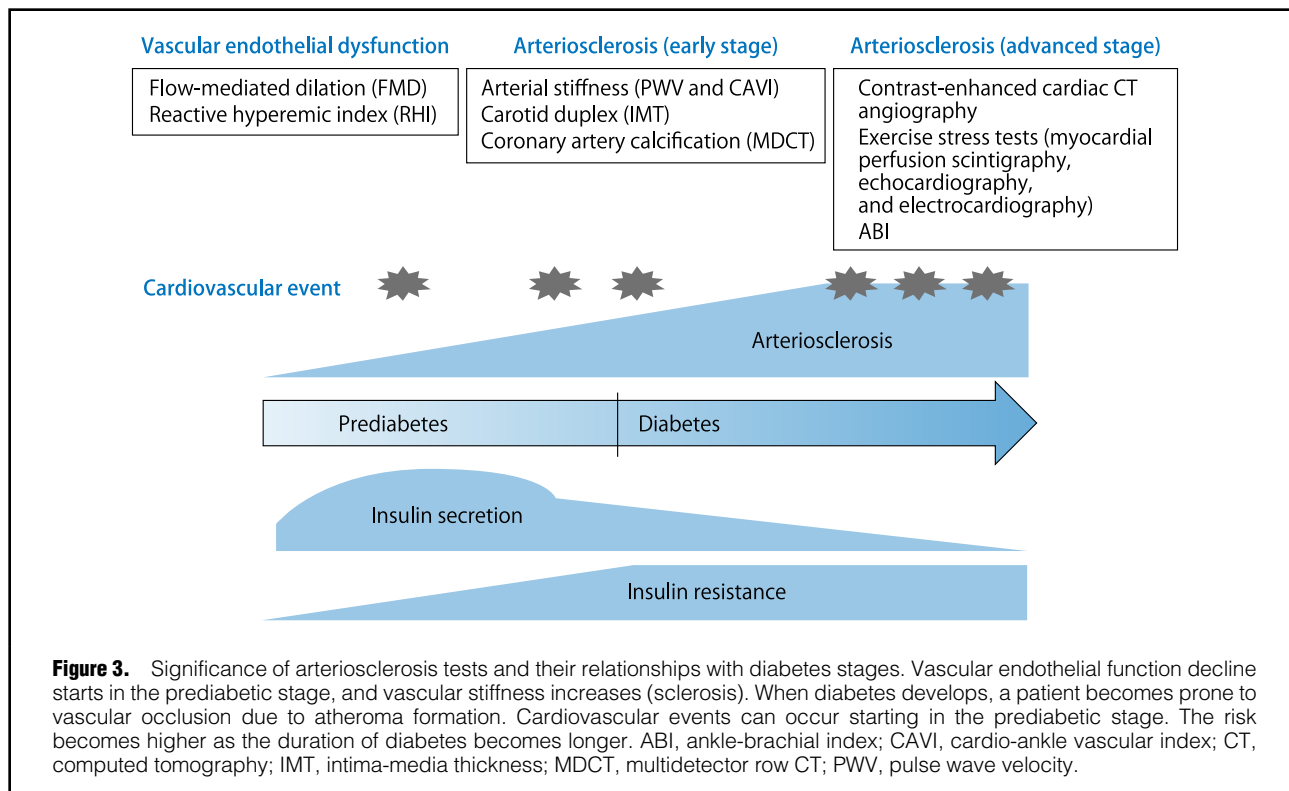 Vascular endothelial dysfunction
Flow-mediated dilation (FMD)
Reactive hyperemic index (RHI)
Arteriosclerosis (early stage)
Arterial stiffness (PWV and CAVI)
Carotid duplex (IMT)
Coronary artery calcification (MDCT)
Arteriosclerosis (advanced stage)
Contrast-enhanced cardiac CT
angiography
Exercise stress tests (myocardial
perfusion scintigraphy,
echocardiography,
and electrocardiography)
ABI
Cardiovascular event
Arteriosclerosis
Prediabetes
Diabetes
Insulin secretion
Insulin resistance
Figure 3. Significance of arteriosclerosis tests and their relationships with diabetes stages. Vascular endothelial function decline
starts in the prediabetic stage, and vascular stiffness increases (sclerosis). When diabetes develops, a patient becomes prone to
vascular occlusion due to atheroma formation. Cardiovascular events can occur starting in the prediabetic stage. The risk
becomes higher as the duration of diabetes becomes longer. ABI, ankle-brachial index; CAVI, cardio-ankle vascular index; CT,
computed tomography; IMT, intima-media thickness; MDCT, multidetector row CT; PWV, pulse wave velocity.